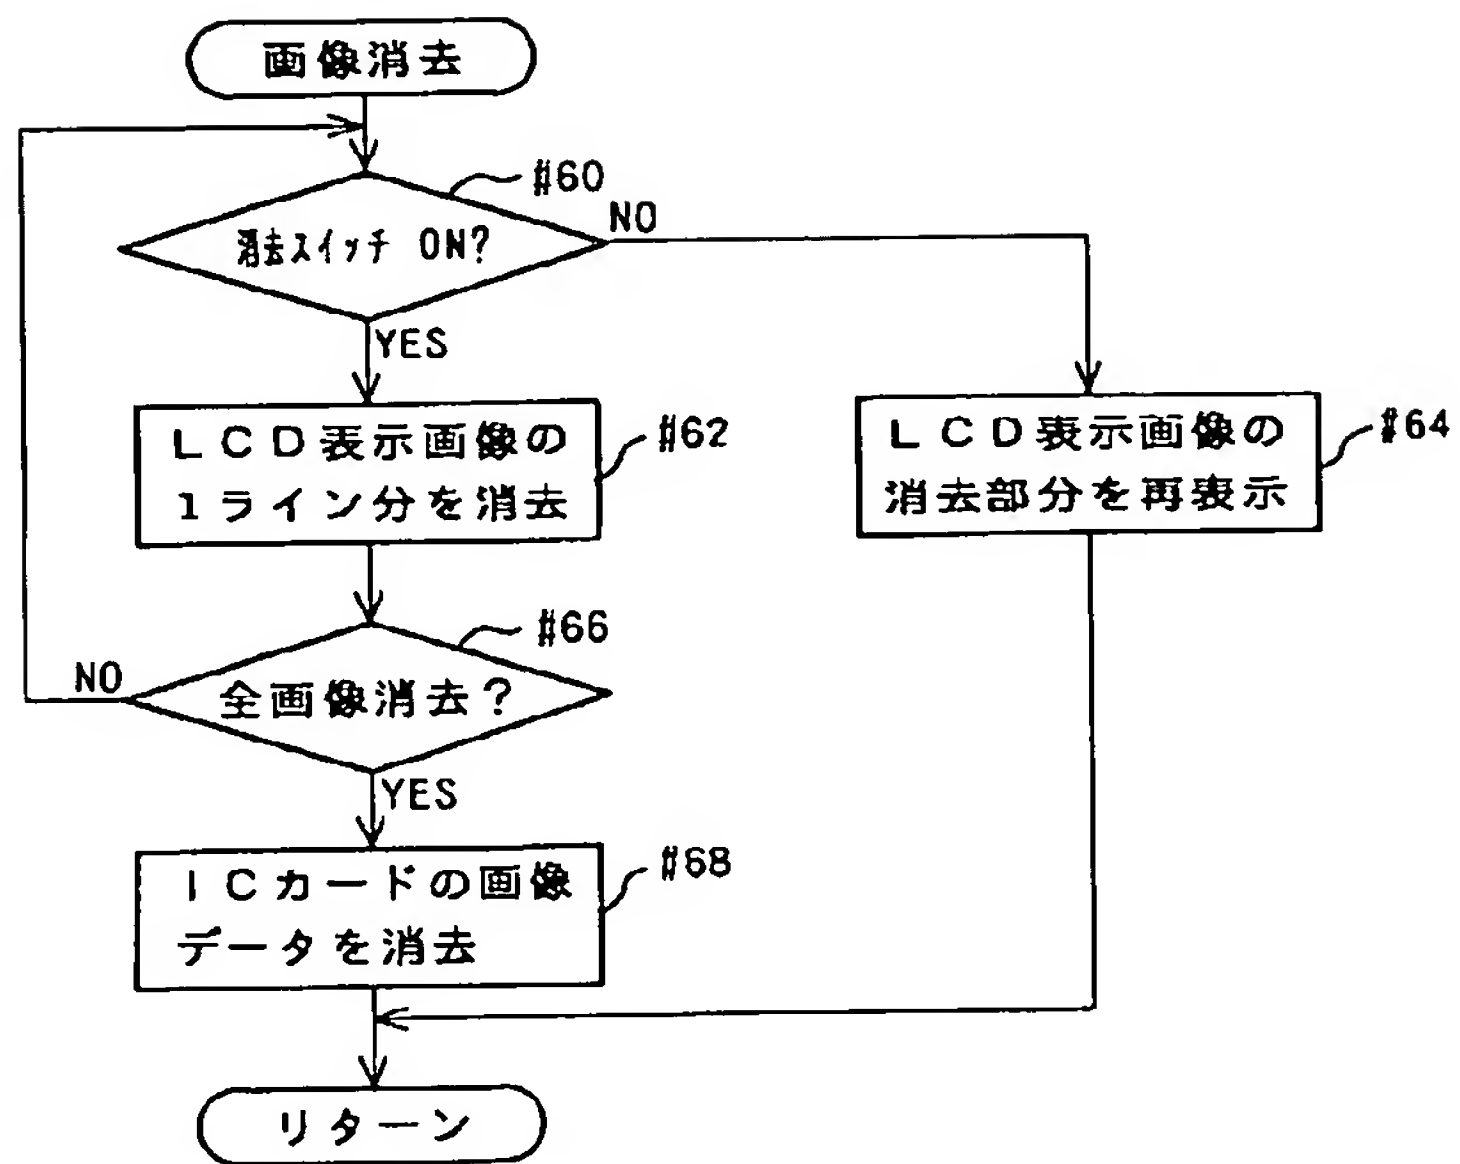 画像消去
#60
消去スイッチ ON?
NO
YES
LCD表示画像の
1ライン分を消去
#62
LCD表示画像の
消去部分を再表示
#64
#66
全画像消去?
NO
YES
ICカードの画像
データを消去
#68
リターン